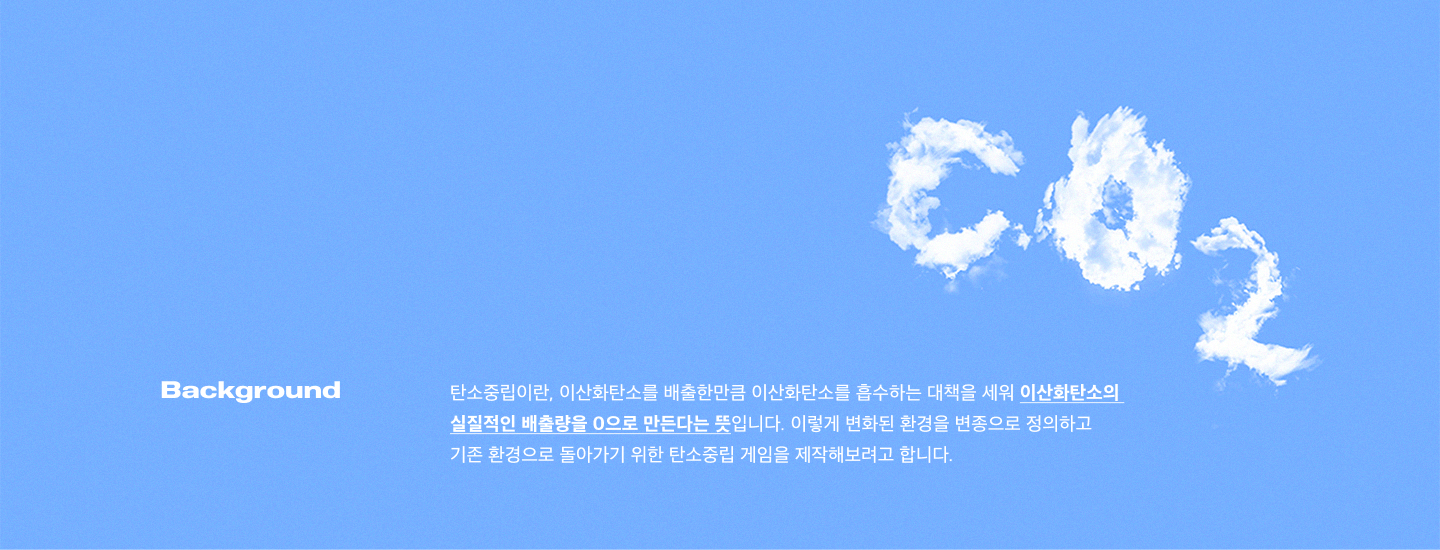 CO2
Background
탄소중립이란, 이산화탄소를 배출한만큼 이산화탄소를 흡수하는 대책을 세워 이산화탄소의
실질적인 배출량을 0으로 만든다는 뜻입니다. 이렇게 변화된 환경을 변종으로 정의하고
기존 환경으로 돌아가기 위한 탄소중립 게임을 제작해보려고 합니다.